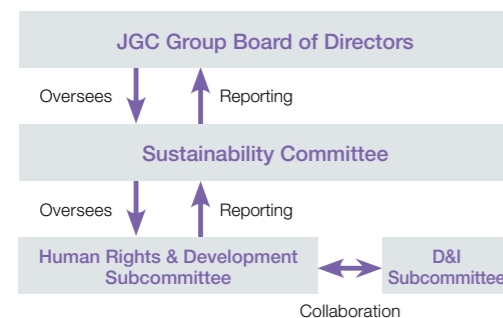 JGC Group Board of Directors
Oversees
Reporting
Sustainability Committee
Oversees
Reporting
Human Rights & Development
Subcommittee
D&I
Subcommittee
Collaboration